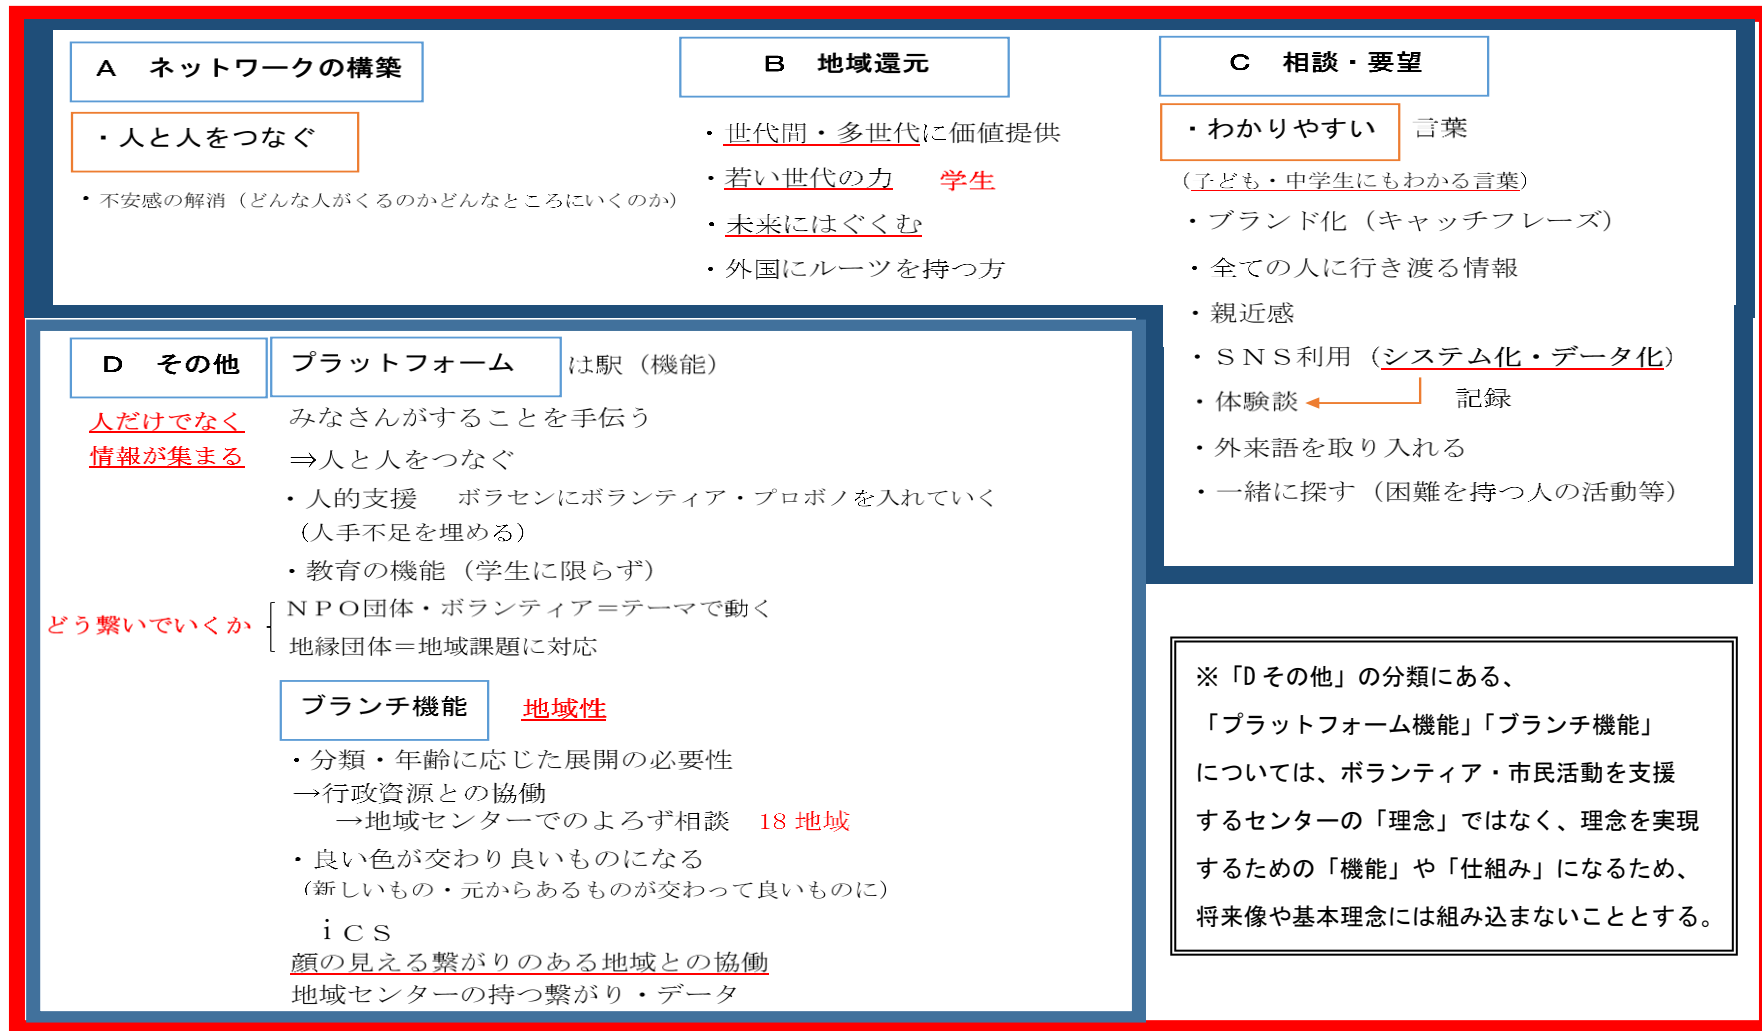 A　ネットワークの構築
・人と人をつなぐ
・不安感の解消（どんな人がくるのかどんなところにいくのか）
B　地域還元
・世代間・多世代に価値提供
・若い世代の力　学生
・未来にはぐくむ
・外国にルーツを持つ方
C　相談・要望
・わかりやすい　言葉
（子ども・中学生にもわかる言葉）
・ブランド化（キャッチフレーズ）
・全ての人に行き渡る情報
・親近感
・ＳＮＳ利用（システム化・データ化）
・体験談　記録
・外来語を取り入れる
・一緒に探す（困難を持つ人の活動等）
D　その他
人だけでなく
情報が集まる
プラットフォーム　は駅（機能）
みなさんがすることを手伝う
⇒人と人をつなぐ
・人的支援　ボラセンにボランティア・プロボノを入れていく
（人手不足を埋める）
・教育の機能（学生に限らず）
どう繋いでいくか
ＮＰＯ団体・ボランティア＝テーマで動く
地縁団体＝地域課題に対応
ブランチ機能　地域性
・分類・年齢に応じた展開の必要性
→行政資源との協働
→地域センターでのよろず相談　18 地域
・良い色が交わり良いものになる
（新しいもの・元からあるものが交わって良いものに）
ｉＣＳ
顔の見える繋がりのある地域との協働
地域センターの持つ繋がり・データ
※「D その他」の分類にある、
「プラットフォーム機能」「ブランチ機能」
については、ボランティア・市民活動を支援
するセンターの「理念」ではなく、理念を実現
するための「機能」や「仕組み」になるため、
将来像や基本理念には組み込まないこととする。